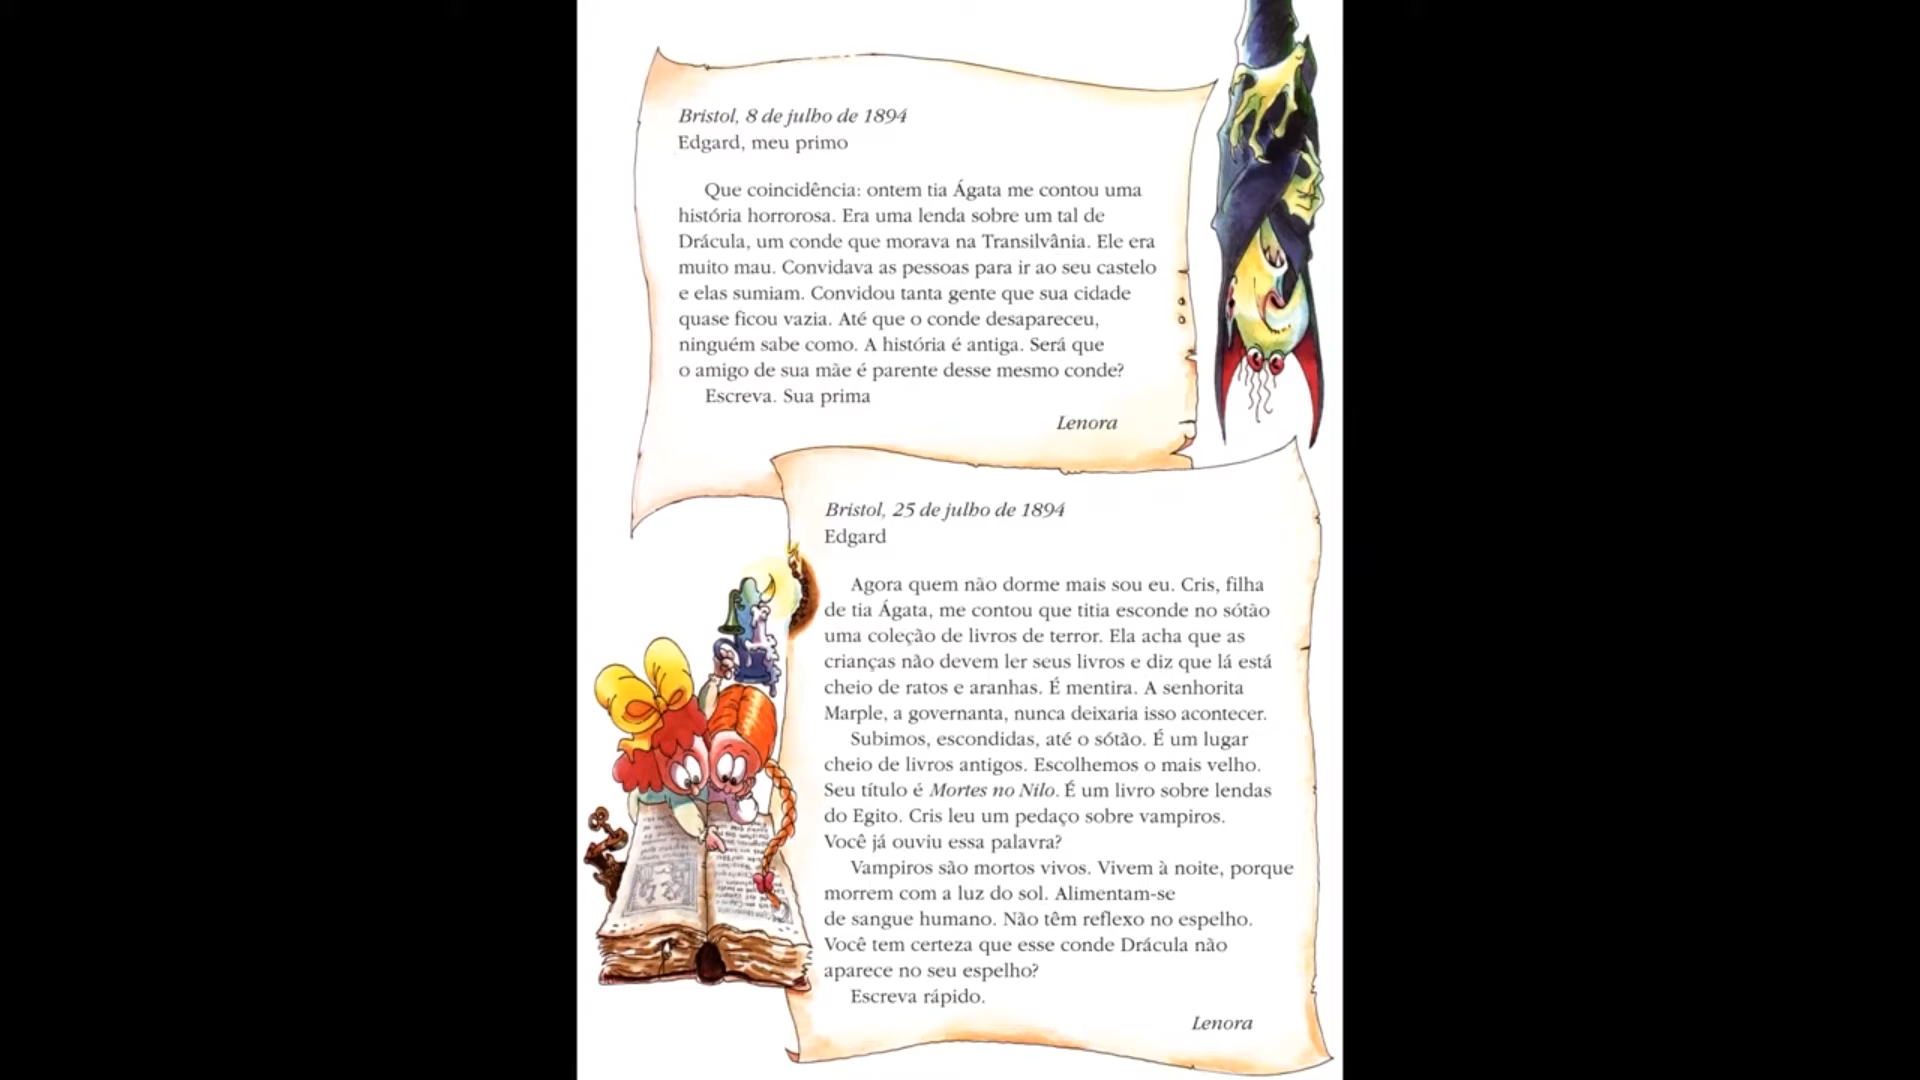 Bristol, 8 de julho de 1894
Edgard, meu primo
Que coincidência: ontem tia Ágata me contou uma
história horrorosa. Era uma lenda sobre um tal de
Drácula, um conde que morava na Transilvânia. Ele era
muito mau. Convidava as pessoas para ir ao seu castelo
e elas sumiam. Convidou tanta gente que sua cidade
quase ficou vazia. Até que o conde desapareceu,
ninguém sabe como. A história é antiga. Será que
o amigo de sua mãe é parente desse mesmo conde?
Escreva. Sua prima
Lenora
Bristol, 25 de julho de 1894
Edgard
Agora quem não dorme mais sou eu. Cris, filha
de tia Ágata, me contou que titia esconde no sótão
uma coleção de livros de terror. Ela acha que as
crianças não devem ler seus livros e diz que lá está
cheio de ratos e aranhas. É mentira. A senhorita
Marple, a governanta, nunca deixaria isso acontecer.
Subimos, escondidas, até o sótão. É um lugar
cheio de livros antigos. Escolhemos o mais velho.
Seu título é Mortes no Nilo. É um livro sobre lendas
do Egito. Cris leu um pedaço sobre vampiros.
Você já ouviu essa palavra?
Vampiros são mortos vivos. Vivem à noite, porque
morrem com a luz do sol. Alimentam-se
de sangue humano. Não têm reflexo no espelho.
Você tem certeza que esse conde Drácula não
aparece no seu espelho?
Escreva rápido.
Lenora